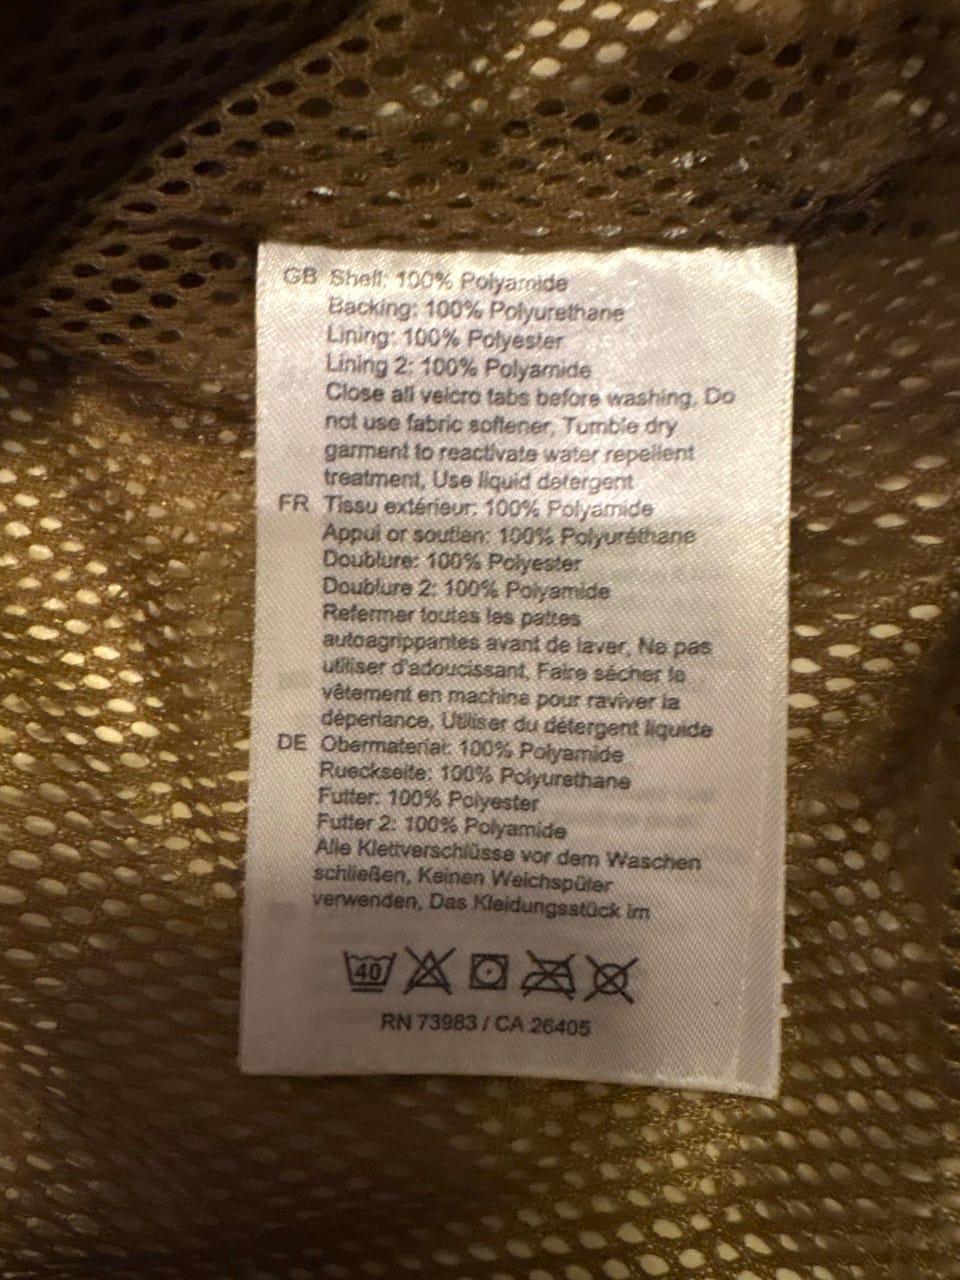 GB Shell: 100% Polyamide
Backing: 100% Polyurethane
Lining: 100% Polyester
Lining 2: 100% Polyamide
Close all velcro tabs before washing, Do
not use fabric softener, Tumble dry
garment to reactivate water repellent
treatment, Use liquid detergent
FR Tissu extérieur: 100% Polyamide
Appui or soutien: 100% Polyuréthane
Doublure: 100% Polyester
Doublure 2: 100% Polyamide
Refermer toutes les pattes
autoagrippantes avant de laver, Ne pas
utiliser d'adoucissant, Faire sécher le
vêtement en machine pour raviver la
déperlance, Utiliser du détergent liquide
DE Obermaterial: 100% Polyamide
Rueckseite: 100% Polyurethane
Futter: 100% Polyester
Futter 2: 100% Polyamide
Alle Klettverschlüsse vor dem Waschen
schließen, Keinen Weichspüler
verwenden, Das Kleidungsstück im
40
RN 73983 / CA 26405